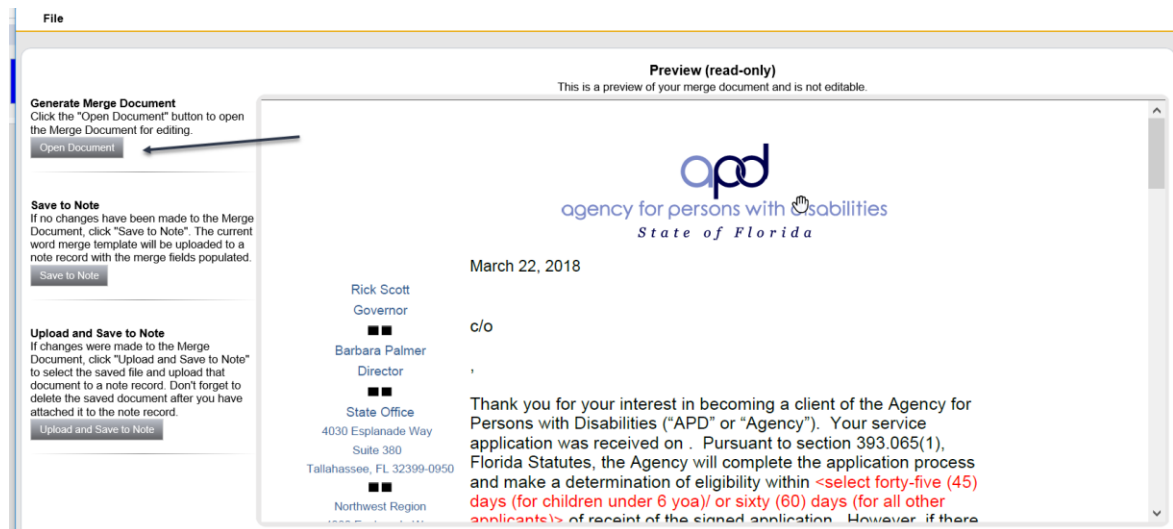 File
Preview (read-only)
This is a preview of your merge document and is not editable.
Generate Merge Document
Click the "Open Document" button to open
the Merge Document for editing.
Open Document
Save to Note
If no changes have been made to the Merge
Document, click "Save to Note". The current
word merge template will be uploaded to a
note record with the merge fields populated.
Save to Note
Upload and Save to Note
If changes were made to the Merge
Document, click "Upload and Save to Note"
to select the saved file and upload that
document to a note record. Don't forget to
delete the saved document after you have
attached it to the note record.
Upload and Save to Note
apd
agency for persons with disabilities
State of Florida
March 22, 2018
Rick Scott
Governor
Barbara Palmer
Director
State Office
4030 Esplanade Way
Suite 380
Tallahassee, FL 32399-0950
Northwest Region
c/o
,
Thank you for your interest in becoming a client of the Agency for
Persons with Disabilities ("APD" or "Agency"). Your service
application was received on . Pursuant to section 393.065(1),
Florida Statutes, the Agency will complete the application process
and make a determination of eligibility within <select forty-five (45)
days (for children under 6 yoa)/ or sixty (60) days (for all other
applicants)> of receipt of the signed application. However, if there